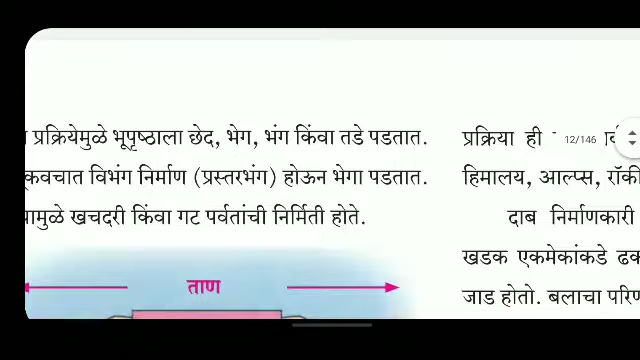 प्रक्रियेमुळे भूपृष्ठाला छेद, भेग, भंग किंवा तडे पडतात.
विभंग निर्माण (प्रस्तरभंग) होऊन भेगा पडतात.
खचदरी किंवा गट पर्वतांची निर्मिती होते.
ताण
प्रक्रिया ही
12/146
हिमालय, आल्प्स,
दाब निर्माणकारी
खडक एकमेकांकडे
जाड होतो. बलाचा